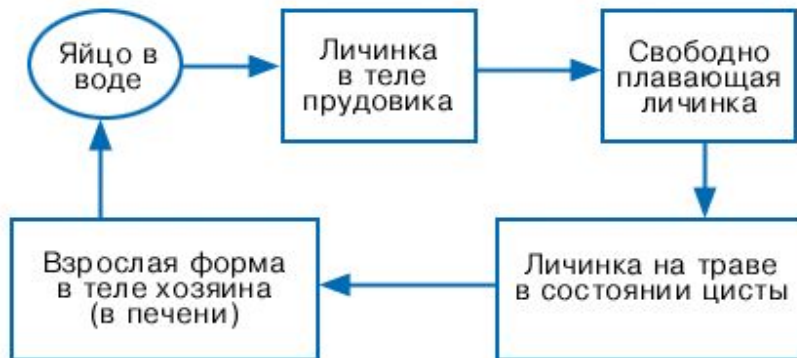 Яйцо в
воде
Личинка
в теле
прудовика
Свободно
плавающая
личинка
Личинка на траве
в состоянии цисты
Взрослая форма
в теле хозяина
(в печени)